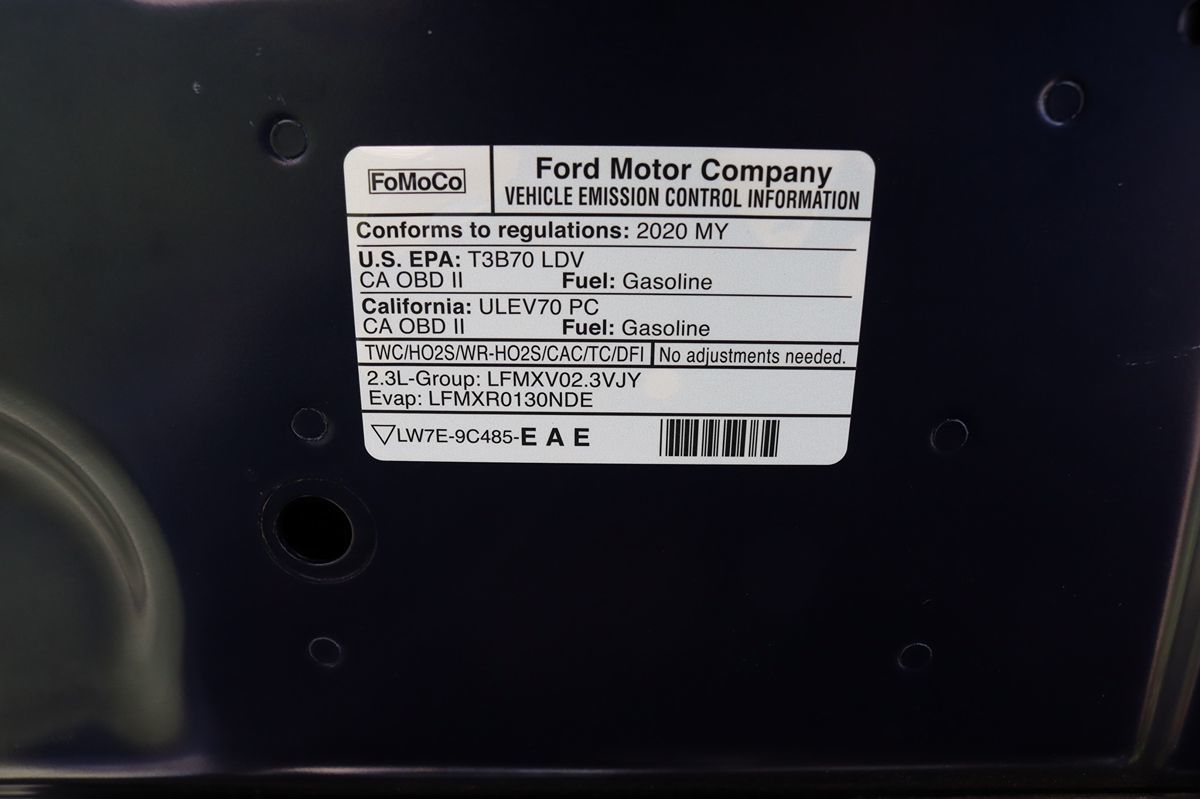 FoMoCo
Ford Motor Company
VEHICLE EMISSION CONTROL INFORMATION
Conforms to regulations: 2020 MY
U.S. EPA: T3B70 LDV
CA OBD II Fuel: Gasoline
California: ULEV70 PC
CA OBD II Fuel: Gasoline
TWC/HO2S/WR-HO2S/CAC/TC/DFI No adjustments needed.
2.3L-Group: LFMXV02.3VJY
Evap: LFMXR0130NDE
LW7E-9C485-E A E